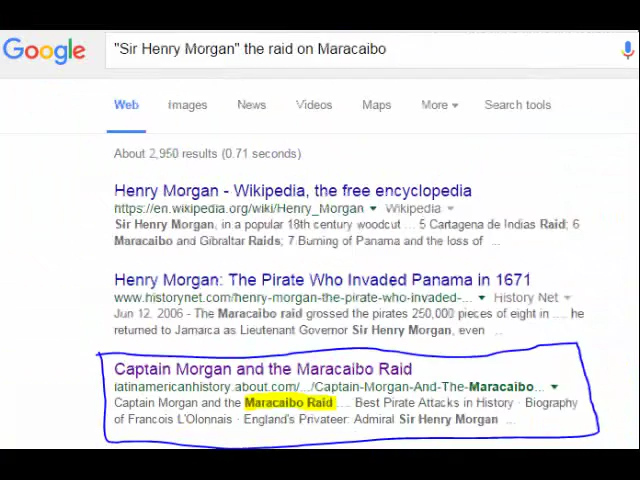 Google "Sir Henry Morgan" the raid on Maracaibo
Web Images News Videos Maps More Search tools
About 2,950 results (0.71 seconds)
Henry Morgan - Wikipedia, the free encyclopedia
https://en.wikipedia.org/wiki/Henry_Morgan Wikipedia
Sir Henry Morgan, in a popular 18th century woodcut ... 5 Cartagena de Indias Raid; 6
Maracaibo and Gibraltar Raids; 7 Burning of Panama and the loss of ...
Henry Morgan: The Pirate Who Invaded Panama in 1671
www.historynet.com/henry-morgan-the-pirate-who-invaded-... History Net
Jun 12, 2006 - The Maracaibo raid grossed the pirates 250,000 pieces of eight in .... he
returned to Jamaica as Lieutenant Governor Sir Henry Morgan, even ...
Captain Morgan and the Maracaibo Raid
latinamericanhistory.about.com/.../Captain-Morgan-And-The-Maracaibo...
Captain Morgan and the Maracaibo Raid ... Best Pirate Attacks in History · Biography
of Francois L'Olonnais · England's Privateer: Admiral Sir Henry Morgan ...